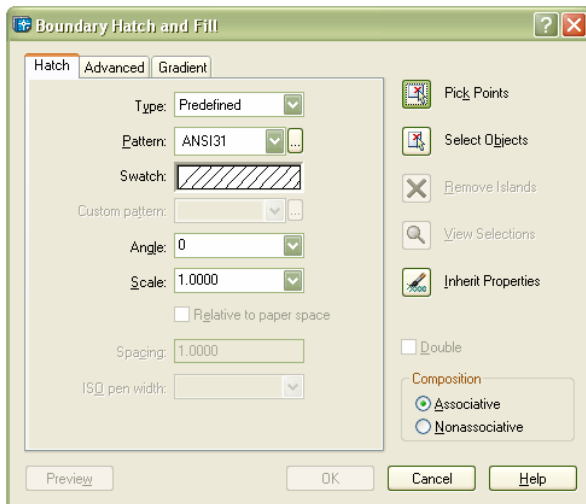 Boundary Hatch and Fill
Hatch Advanced Gradient
Type: Predefined
Pattern: ANSI31 ...
Swatch:
Custom pattern: ...
Angle: 0
Scale: 1.0000
Relative to paper space
Spacing: 1.0000
ISO pen width:
Pick Points
Select Objects
Remove Islands
View Selections
Inherit Properties
Double
Composition
Associative
Nonassociative
Preview OK Cancel Help